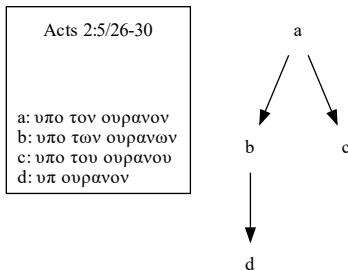 Acts 2:5/26-30
a: υπο τον ουρανον
b: υπο των ουρανων
c: υπο του ουρανου
d: υπ ουρανον
a
b
c
d